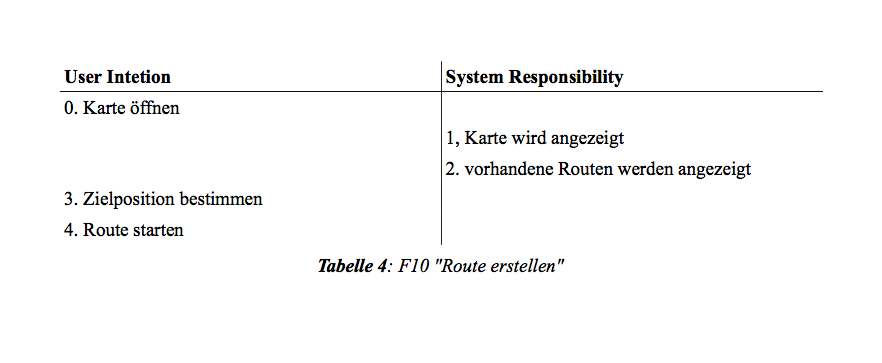 User Intetion System Responsibility
0. Karte öffnen
1, Karte wird angezeigt
2. vorhandene Routen werden angezeigt
3. Zielposition bestimmen
4. Route starten
Tabelle 4: F10 "Route erstellen"